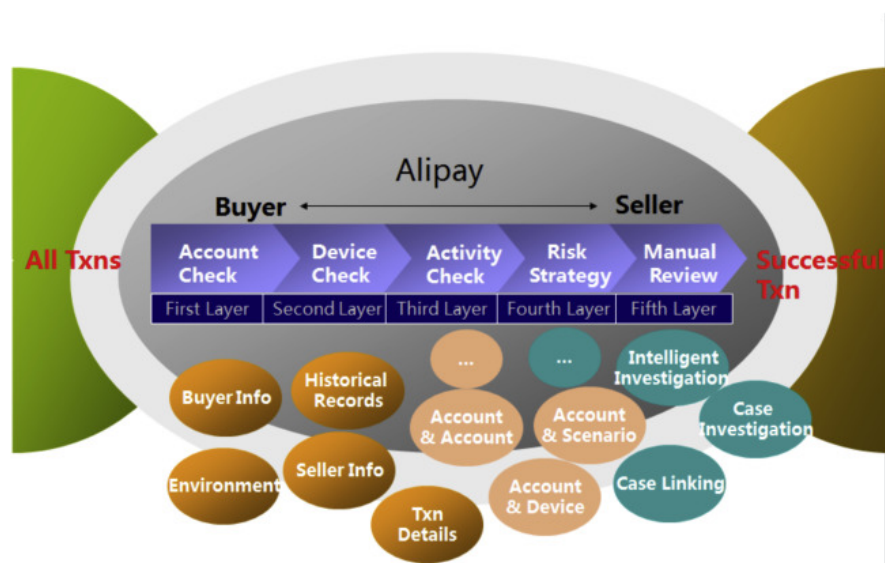 Alipay
Buyer
Seller
All Txns
Account
Check
Device
Check
Activity
Check
Risk
Strategy
Manual
Review
Successful
Txn
First Layer
Second Layer
Third Layer
Fourth Layer
Fifth Layer
Buyer Info
Historical
Records
...
...
Intelligent
Investigation
Account
& Account
Account
& Scenario
Case
Investigation
Environment
Seller Info
Txn
Details
Account
& Device
Case Linking